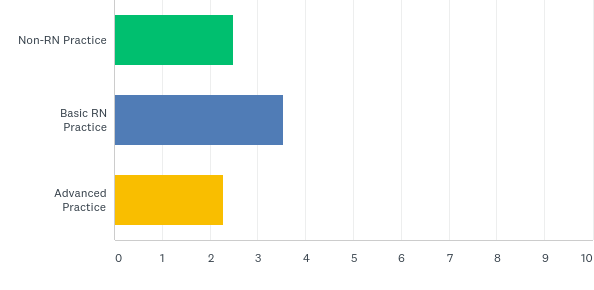 Non-RN Practice
Basic RN
Practice
Advanced
Practice
0 1 2 3 4 5 6 7 8 9 10